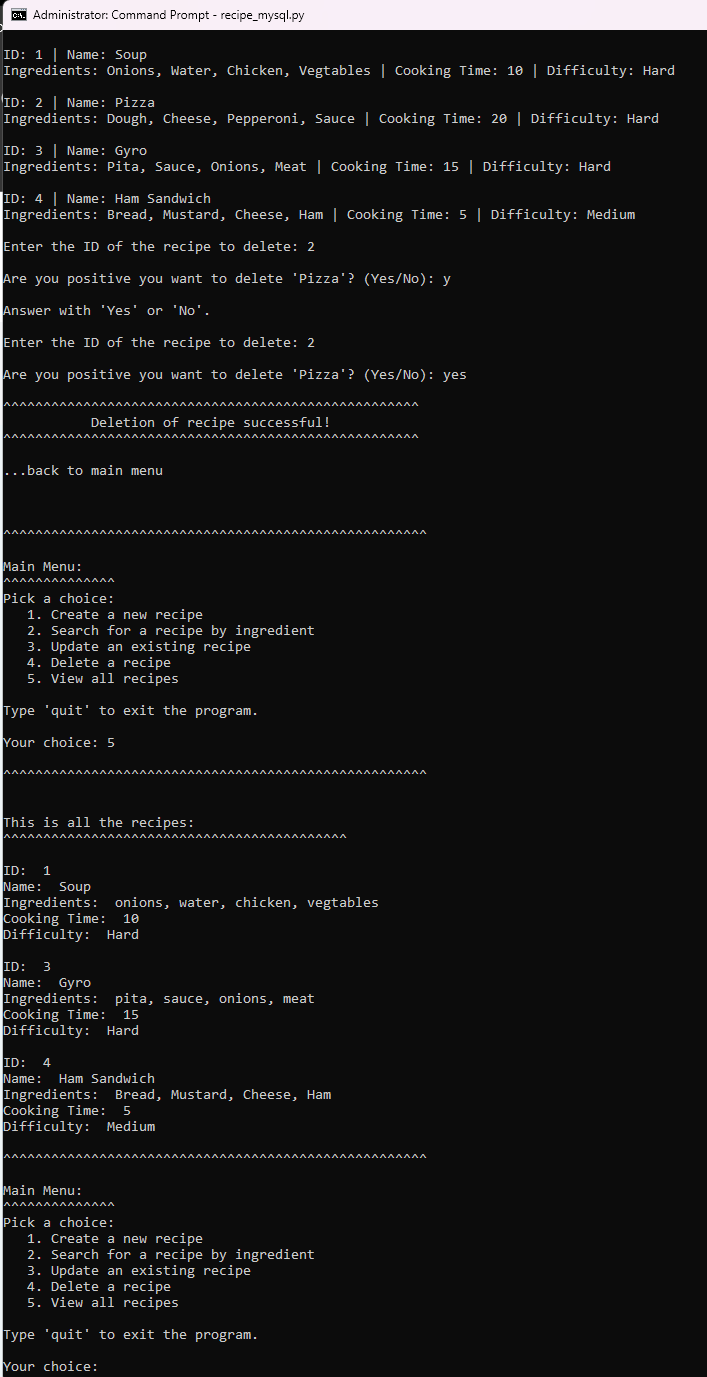 Administrator: Command Prompt - recipe_mysql.py
ID: 1 | Name: Soup
Ingredients: Onions, Water, Chicken, Vegtables | Cooking Time: 10 | Difficulty: Hard
ID: 2 | Name: Pizza
Ingredients: Dough, Cheese, Pepperoni, Sauce | Cooking Time: 20 | Difficulty: Hard
ID: 3 | Name: Gyro
Ingredients: Pita, Sauce, Onions, Meat | Cooking Time: 15 | Difficulty: Hard
ID: 4 | Name: Ham Sandwich
Ingredients: Bread, Mustard, Cheese, Ham | Cooking Time: 5 | Difficulty: Medium
Enter the ID of the recipe to delete: 2
Are you positive you want to delete 'Pizza'? (Yes/No): y
Answer with 'Yes' or 'No'.
Enter the ID of the recipe to delete: 2
Are you positive you want to delete 'Pizza'? (Yes/No): yes
^^^^^^^^^^^^^^^^^^^^^^^^^^^^^^^^^^^^^^^^^^^^^^^^^^^^
Deletion of recipe successful!
^^^^^^^^^^^^^^^^^^^^^^^^^^^^^^^^^^^^^^^^^^^^^^^^^^^^
...back to main menu
^^^^^^^^^^^^^^^^^^^^^^^^^^^^^^^^^^^^^^^^^^^^^^^^^^^^^
Main Menu:
^^^^^^^^^^^^^^
Pick a choice:
1. Create a new recipe
2. Search for a recipe by ingredient
3. Update an existing recipe
4. Delete a recipe
5. View all recipes
Type 'quit' to exit the program.
Your choice: 5
^^^^^^^^^^^^^^^^^^^^^^^^^^^^^^^^^^^^^^^^^^^^^^^^^^^^^
This is all the recipes:
^^^^^^^^^^^^^^^^^^^^^^^^^^^^^^^^^^^^^^^^^^^
ID:  1
Name:  Soup
Ingredients:  onions, water, chicken, vegtables
Cooking Time:  10
Difficulty:  Hard
ID:  3
Name:  Gyro
Ingredients:  pita, sauce, onions, meat
Cooking Time:  15
Difficulty:  Hard
ID:  4
Name:  Ham Sandwich
Ingredients:  Bread, Mustard, Cheese, Ham
Cooking Time:  5
Difficulty:  Medium
^^^^^^^^^^^^^^^^^^^^^^^^^^^^^^^^^^^^^^^^^^^^^^^^^^^^^
Main Menu:
^^^^^^^^^^^^^^
Pick a choice:
1. Create a new recipe
2. Search for a recipe by ingredient
3. Update an existing recipe
4. Delete a recipe
5. View all recipes
Type 'quit' to exit the program.
Your choice: